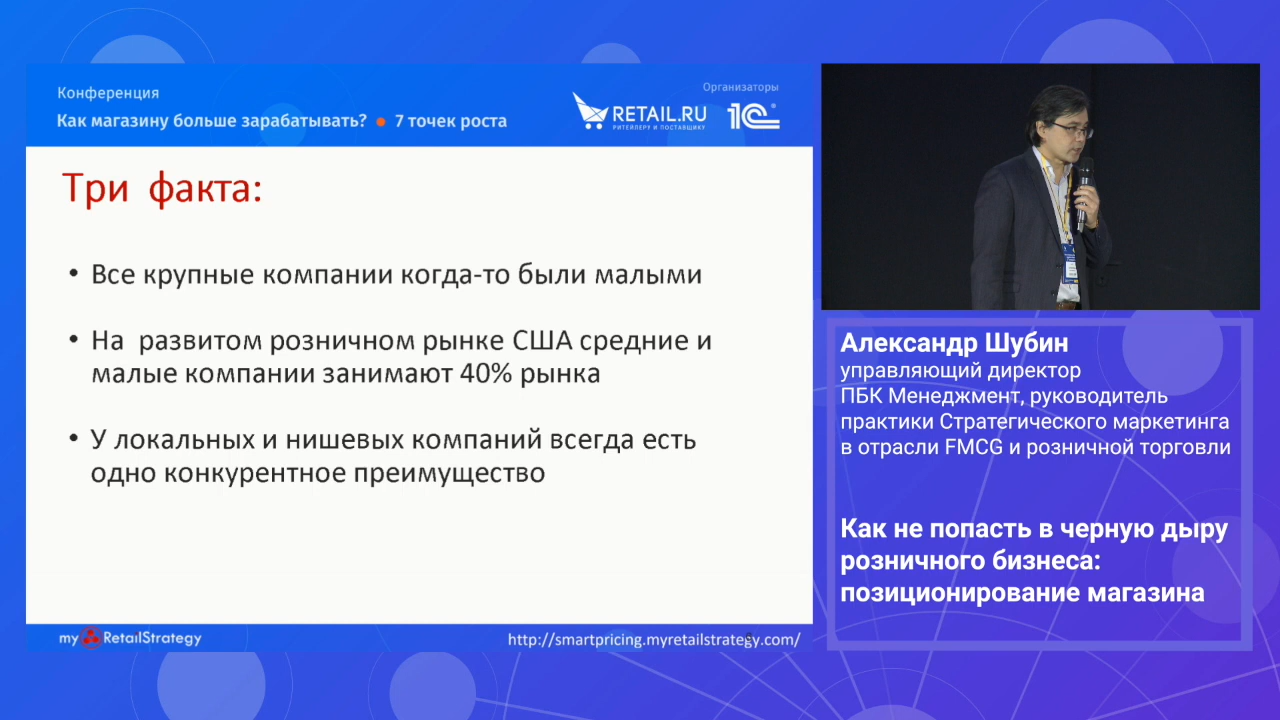 Конференция
Как магазину больше зарабатывать? • 7 точек роста
Организаторы
RETAIL.RU
РИТЕЙЛЕРУ И ПОСТАВЩИКУ
1С
Три факта:
• Все крупные компании когда-то были малыми
• На развитом розничном рынке США средние и
малые компании занимают 40% рынка
• У локальных и нишевых компаний всегда есть
одно конкурентное преимущество
my RetailStrategy
http://smartpricing.myretailstrategy.com/
Александр Шубин
управляющий директор
ПБК Менеджмент, руководитель
практики Стратегического маркетинга
в отрасли FMCG и розничной торговли
Как не попасть в черную дыру
розничного бизнеса:
позиционирование магазина